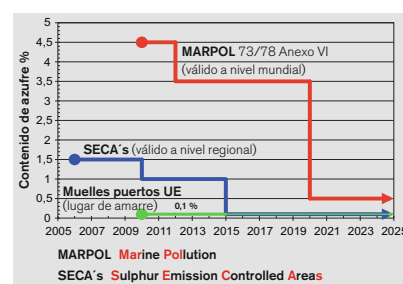 Contenido de azufre %
5
4,5
4
3,5
3
2,5
2
1,5
1
0,5
0
MARPOL 73/78 Anexo VI
(válido a nivel mundial)
SECA´s (válido a nivel regional)
Muelles puertos UE
(lugar de amarre) 0,1 %
2005 2007 2009 2011 2013 2015 2017 2019 2021 2023 2025
MARPOL Marine Pollution
SECA´s Sulphur Emission Controlled Areas